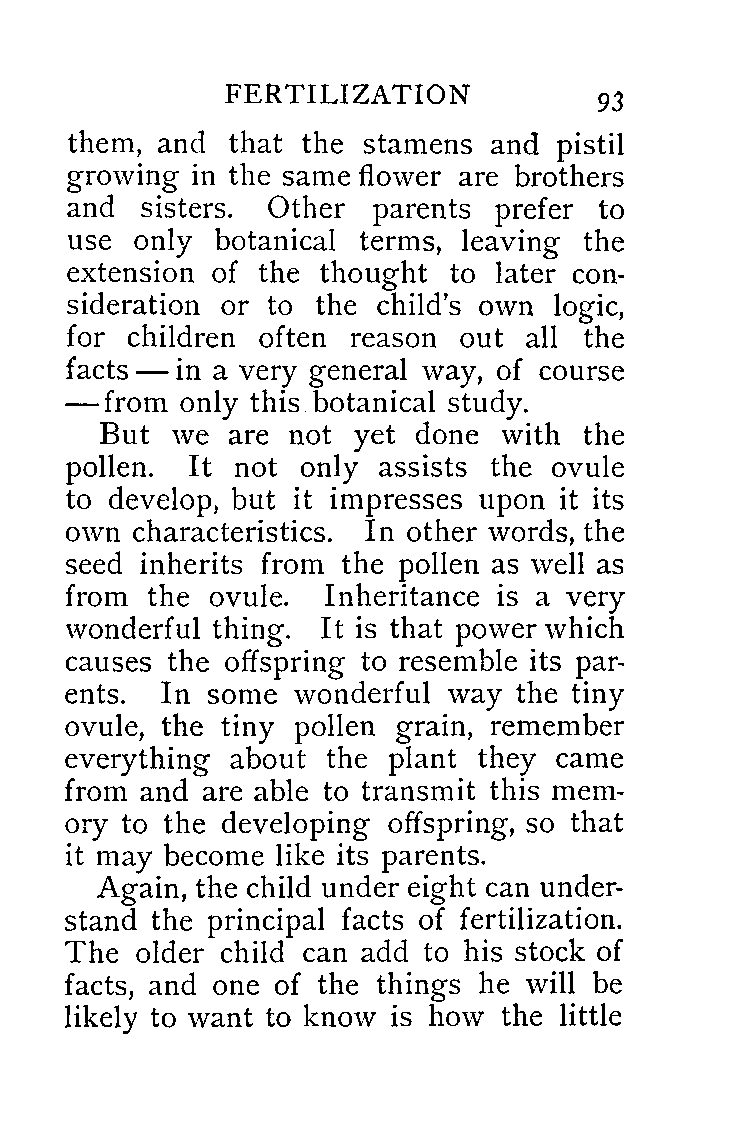 FERTILIZATION 93
them, and that the stamens and pistil
growing in the same flower are brothers
and sisters. Other parents prefer to
use only botanical terms, leaving the
extension of the thought to later con-
sideration or to the child's own logic,
for children often reason out all the
facts — in a very general way, of course
— from only this botanical study.
But we are not yet done with the
pollen. It not only assists the ovule
to develop, but it impresses upon it its
own characteristics. In other words, the
seed inherits from the pollen as well as
from the ovule. Inheritance is a very
wonderful thing. It is that power which
causes the offspring to resemble its par-
ents. In some wonderful way the tiny
ovule, the tiny pollen grain, remember
everything about the plant they came
from and are able to transmit this mem-
ory to the developing offspring, so that
it may become like its parents.
Again, the child under eight can under-
stand the principal facts of fertilization.
The older child can add to his stock of
facts, and one of the things he will be
likely to want to know is how the little